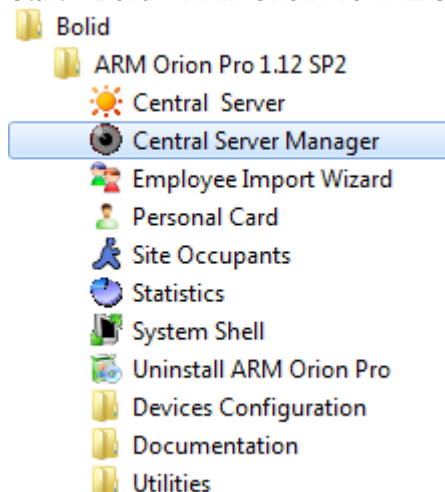 Bolid
ARM Orion Pro 1.12 SP2
Central Server
Central Server Manager
Employee Import Wizard
Personal Card
Site Occupants
Statistics
System Shell
Uninstall ARM Orion Pro
Devices Configuration
Documentation
Utilities